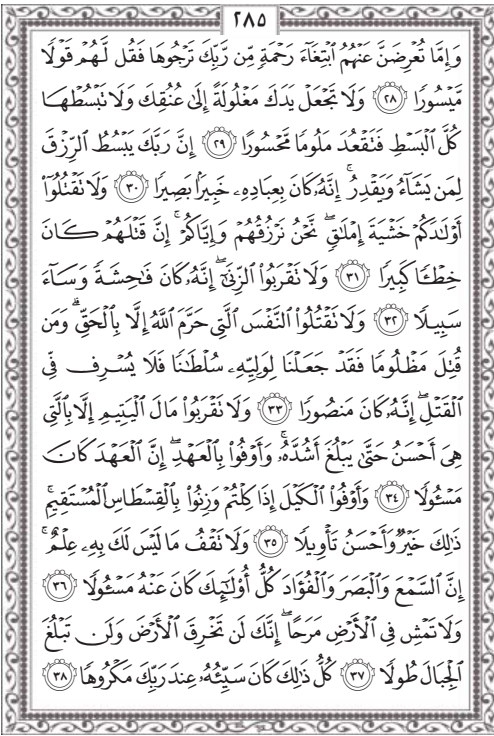 ٢٨٥
وَإِمَّا تُعْرِضَنَّ عَنْهُمُ ٱبْتِغَآءَ رَحْمَةٍ مِّن رَّبِّكَ تَرْجُوهَا فَقُل لَّهُمْ قَوْلًا
مَّيْسُورًا ﴿٢٨﴾ وَلَا تَجْعَلْ يَدَكَ مَغْلُولَةً إِلَىٰ عُنُقِكَ وَلَا تَبْسُطْهَا
كُلَّ ٱلْبَسْطِ فَتَقْعُدَ مَلُومًا مَّحْسُورًا ﴿٢٩﴾ إِنَّ رَبَّكَ يَبْسُطُ ٱلرِّزْقَ
لِمَن يَشَآءُ وَيَقْدِرُ ۚ إِنَّهُۥ كَانَ بِعِبَادِهِۦ خَبِيرًۢا بَصِيرًا ﴿٣٠﴾ وَلَا تَقْتُلُوٓا۟
أَوْلَـٰدَكُمْ خَشْيَةَ إِمْلَـٰقٍ ۖ نَّحْنُ نَرْزُقُهُمْ وَإِيَّاكُمْ ۚ إِنَّ قَتْلَهُمْ كَانَ
خِطْـًٔا كَبِيرًا ﴿٣١﴾ وَلَا تَقْرَبُوا۟ ٱلزِّنَىٰٓ ۖ إِنَّهُۥ كَانَ فَـٰحِشَةً وَسَآءَ
سَبِيلًا ﴿٣٢﴾ وَلَا تَقْتُلُوا۟ ٱلنَّفْسَ ٱلَّتِى حَرَّمَ ٱللَّهُ إِلَّا بِٱلْحَقِّ ۗ وَمَن
قُتِلَ مَظْلُومًا فَقَدْ جَعَلْنَا لِوَلِيِّهِۦ سُلْطَـٰنًا فَلَا يُسْرِف فِّى
ٱلْقَتْلِ ۖ إِنَّهُۥ كَانَ مَنصُورًا ﴿٣٣﴾ وَلَا تَقْرَبُوا۟ مَالَ ٱلْيَتِيمِ إِلَّا بِٱلَّتِى
هِىَ أَحْسَنُ حَتَّىٰ يَبْلُغَ أَشُدَّهُۥ ۚ وَأَوْفُوا۟ بِٱلْعَهْدِ ۖ إِنَّ ٱلْعَهْدَ كَانَ
مَسْـُٔولًا ﴿٣٤﴾ وَأَوْفُوا۟ ٱلْكَيْلَ إِذَا كِلْتُمْ وَزِنُوا۟ بِٱلْقِسْطَاسِ ٱلْمُسْتَقِيمِ ۚ
ذَٰلِكَ خَيْرٌ وَأَحْسَنُ تَأْوِيلًا ﴿٣٥﴾ وَلَا تَقْفُ مَا لَيْسَ لَكَ بِهِۦ عِلْمٌ ۚ
إِنَّ ٱلسَّمْعَ وَٱلْبَصَرَ وَٱلْفُؤَادَ كُلُّ أُو۟لَـٰٓئِكَ كَانَ عَنْهُ مَسْـُٔولًا ﴿٣٦﴾
وَلَا تَمْشِ فِى ٱلْأَرْضِ مَرَحًا ۖ إِنَّكَ لَن تَخْرِقَ ٱلْأَرْضَ وَلَن تَبْلُغَ
ٱلْجِبَالَ طُولًا ﴿٣٧﴾ كُلُّ ذَٰلِكَ كَانَ سَيِّئُهُۥ عِندَ رَبِّكَ مَكْرُوهًا ﴿٣٨﴾